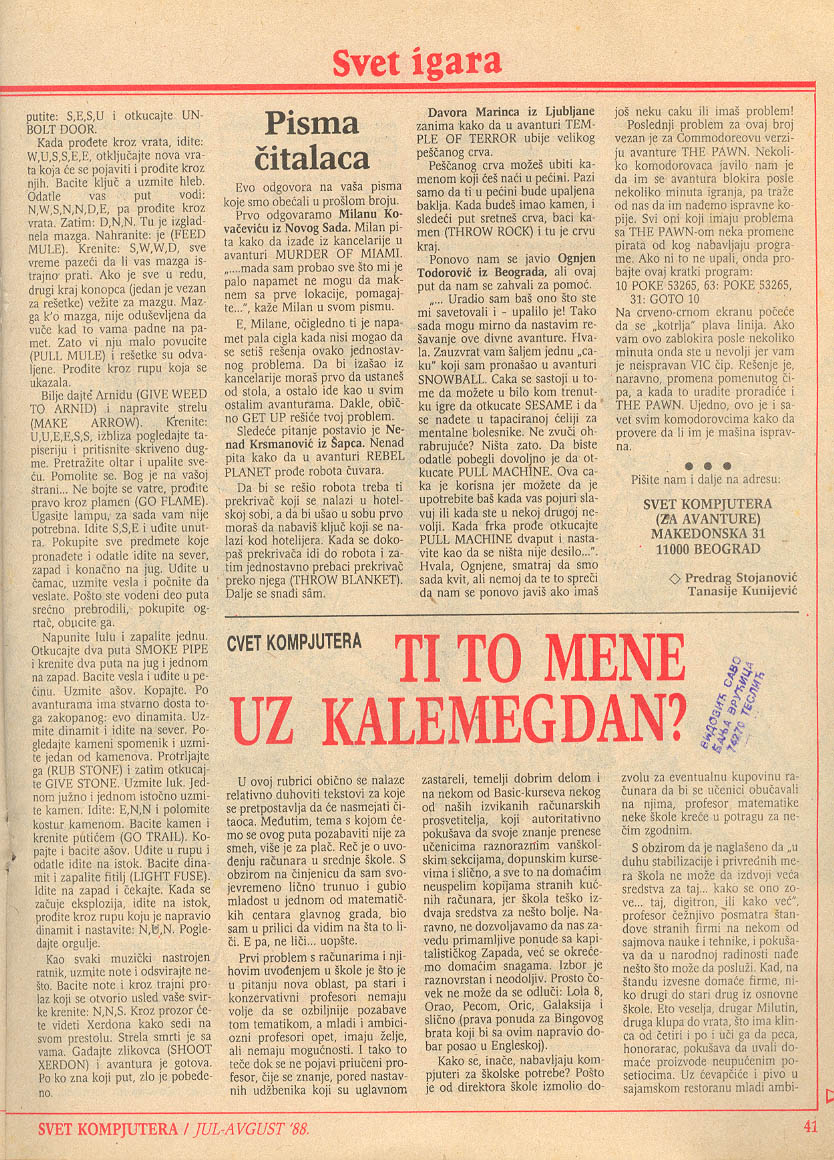 Svet igara
putite: S,E,S,U i otkucajte UN-
BOLT DOOR.
Kada prođete kroz vrata, idite:
W,U,S,S,E,E, otključajte nova vra-
ta koja će se pojaviti i prođite kroz
njih. Bacite ključ a uzmite hleb.
Odatle vas put vodi:
N,W,S,N,N,D,E, pa prođite kroz
vrata. Zatim: D,N,N. Tu je izglad-
nela mazga. Nahranite: je (FEED
MULE). Krenite: S,W,W,D, sve
vreme pazeći da li vas mazga is-
trajno prati. Ako je sve u redu,
drugi kraj konopca (jedan je vezan
za rešetke) vežite za mazgu. Maz-
ga k'o mazga, nije oduševljena da
vuče kad to vama padne na pa-
met. Zato vi nju malo povucite
(PULL MULE) i rešetke su odva-
ljene. Prođite kroz rupu koja se
ukazala.
Bilje dajte Arnidu (GIVE WEED
TO ARNID) i napravite strelu
(MAKE ARROW). Krenite:
U,U,E,E,S,S, izbliza pogledajte ta-
piseriju i pritisnite skriveno dug-
me. Pretražite oltar i upalite sve-
ću. Pomolite se. Bog je na vašoj
strani... Ne bojte se vatre, prođite
pravo kroz plamen (GO FLAME).
Ugasite lampu, za sada vam nije
potrebna. Idite S,S,E i uđite unut-
ra. Pokupite sve predmete koje
pronađete i odatle idite na sever,
zapad i konačno na jug. Uđite u
čamac, uzmite vesla i počnite da
veslate. Pošto ste vodeni deo puta
srećno prebrodili, pokupite ogr-
tač, obucite ga.
Napunite lulu i zapalite jednu.
Otkucajte dva puta SMOKE PIPE
i krenite dva puta na jug i jednom
na zapad. Bacite vesla i uđite u pe-
ćinu. Uzmite ašov. Kopajte. Po
avanturama ima stvarno dosta to-
ga zakopanog: evo dinamita. Uz-
mite dinamit i idite na sever. Po-
gledajte kameni spomenik i uzmi-
te jedan od kamenova. Protrljajte
ga (RUB STONE) i zatim otkucaj-
te GIVE STONE. Uzmite luk. Jed-
nom južno i jednom istočno uzmi-
te kamen. Idite: E,N,N i polomite
kostur kamenom. Bacite kamen i
krenite putićem (GO TRAIL). Ko-
pajte i bacite ašov. Uđite u rupu i
odatle idite na istok. Bacite dina-
mit i zapalite fitilj (LIGHT FUSE).
Idite na zapad i čekajte. Kada se
začuje eksplozija, idite na istok,
prođite kroz rupu koju je napravio
dinamit i nastavite: N,U,N. Pogle-
dajte orgulje.
Kao svaki muzički nastrojen
ratnik, uzmite note i odsvirajte ne-
što. Bacite note i kroz trajni pro-
laz koji se otvorio usled vaše svir-
ke krenite: N,N,S. Kroz prozor će-
te videti Xerdona kako sedi na
svom prestolu. Strela smrti je sa
vama. Gađajte zlikovca (SHOOT
XERDON) i avantura je gotova.
Po ko zna koji put, zlo je pobeđe-
no.
Pisma
čitalaca
Evo odgovora na vaša pisma
koje smo obećali u prošlom broju.
Prvo odgovaramo Milanu Ko-
vačeviću iz Novog Sada. Milan pi-
ta kako da izađe iz kancelarije u
avanturi MURDER OF MIAMI.
„....mada sam probao sve što mi je
palo napamet ne mogu da mak-
nem sa prve lokacije, pomagaj-
te...“, kaže Milan u svom pismu.
E, Milane, očigledno ti je napa-
met pala cigla kada nisi mogao da
se setiš rešenja ovako jednostav-
nog problema. Da bi izašao iz
kancelarije moraš prvo da ustaneš
od stola, a ostalo ide kao u svim
ostalim avanturama. Dakle, obič-
no GET UP rešiće tvoj problem.
Sledeće pitanje postavio je Ne-
nad Krsmanović iz Šapca. Nenad
pita kako da u avanturi REBEL
PLANET prođe robota čuvara.
Da bi se rešio robota treba ti
prekrivač koji se nalazi u hotel-
skoj sobi, a da bi ušao u sobu prvo
moraš da nabaviš ključ koji se na-
lazi kod hotelijera. Kada se doko-
paš prekrivača idi do robota i za-
tim jednostavno prebaci prekrivač
preko njega (THROW BLANKET).
Dalje se snađi sâm.
Davora Marinca iz Ljubljane
zanima kako da u avanturi TEM-
PLE OF TERROR ubije velikog
peščanog crva.
Peščanog crva možeš ubiti ka-
menom koji ćeš naći u pećini. Pazi
samo da ti u pećini bude upaljena
baklja. Kada budeš imao kamen, i
sledeći put sretneš crva, baci ka-
men (THROW ROCK) i tu je crvu
kraj.
Ponovo nam se javio Ognjen
Todorović iz Beograda, ali ovaj
put da nam se zahvali za pomoć.
„... Uradio sam baš ono što ste
mi savetovali i - upalilo je! Tako
sada mogu mirno da nastavim re-
šavanje ove divne avanture. Hva-
la. Zauzvrat vam šaljem jednu „ca-
ku“ koji sam pronašao u avanturi
SNOWBALL. Caka se sastoji u to-
me da možete u bilo kom trenut-
ku igre da otkucate SESAME i da
se nađete u tapaciranoj ćeliji za
mentalne bolesnike. Ne zvuči oh-
rabrujuće? Ništa zato. Da biste
odatle pobegli dovoljno je da ot-
kucate PULL MACHINE. Ova ca-
ka je korisna jer možete da je
upotrebite baš kada vas pojuri sla-
vuj ili kada ste u nekoj drugoj ne-
volji. Kada frka prođe otkucajte
PULL MACHINE dvaput i nasta-
vite kao da se ništa nije desilo...“.
Hvala, Ognjene, smatraj da smo
sada kvit, ali nemoj da te to spreči
da nam se ponovo javiš ako imaš
još neku caku ili imaš problem!
Poslednji problem za ovaj broj
vezan je za Commodoreovu verzi-
ju avanture THE PAWN. Nekoli-
ko komodorovaca javilo nam je
da im se avantura blokira posle
nekoliko minuta igranja, pa traže
od nas da im nađemo ispravne ko-
pije. Svi oni koji imaju problema
sa THE PAWN-om neka promene
pirata od kog nabavljaju progra-
me. Ako ni to ne upali, onda pro-
bajte ovaj kratki program:
10 POKE 53265, 63: POKE 53265,
31: GOTO 10
Na crveno-crnom ekranu počeće
da se „kotrlja“ plava linija. Ako
vam ovo zablokira posle nekoliko
minuta onda ste u nevolji jer vam
je neispravan VIC čip. Rešenje je,
naravno, promena pomenutog či-
pa, a kada to uradite proradiće i
THE PAWN. Ujedno, ovo je i sa-
vet svim komodorovcima kako da
provere da li im je mašina isprav-
na.
● ● ●
Pišite nam i dalje na adresu:
SVET KOMPJUTERA
(ZA AVANTURE)
MAKEDONSKA 31
11000 BEOGRAD
◇ Predrag Stojanović
Tanasije Kunijević
CVET KOMPJUTERA
TI TO MENE
UZ KALEMEGDAN?
ВИДОЗИЋ САВО
БАЊА ВРУЋИЦА
74270 ТЕСЛИЋ
U ovoj rubrici obično se nalaze
relativno duhoviti tekstovi za koje
se pretpostavlja da će nasmejati či-
taoca. Međutim, tema s kojom će-
mo se ovog puta pozabaviti nije za
smeh, više je za plač. Reč je o uvo-
đenju računara u srednje škole. S
obzirom na činjenicu da sam svo-
jevremeno lično trunuo i gubio
mladost u jednom od matematič-
kih centara glavnog grada, bio
sam u prilici da vidim na šta to li-
či. E pa, ne liči... uopšte.
Prvi problem s računarima i nji-
hovim uvođenjem u škole je što je
u pitanju nova oblast, pa stari i
konzervativni profesori nemaju
volje da se ozbiljnije pozabave
tom tematikom, a mladi i ambici-
ozni profesori opet, imaju želje,
ali nemaju mogućnosti. I tako to
teče dok se ne pojavi priučeni pro-
fesor, čije se znanje, pored nastav-
nih udžbenika koji su uglavnom
zastareli, temelji dobrim delom i
na nekom od Basic-kurseva nekog
od naših izvikanih računarskih
prosvetitelja, koji autoritativno
pokušava da svoje znanje prenese
učenicima raznoraznim vanškol-
skim sekcijama, dopunskim kurse-
vima i slično, a sve to na domaćim
neuspelim kopijama stranih kuć-
nih računara, jer škola teško iz-
dvaja sredstva za nešto bolje. Na-
ravno, ne dozvoljavamo da nas za-
vedu primamljive ponude sa kapi-
talističkog Zapada, već se okreće-
mo domaćim snagama. Izbor je
raznovrstan i neodoljiv. Prosto čo-
vek ne može da se odluči: Lola 8,
Orao, Pecom, Oric, Galaksija i
slično (prava ponuda za Bingovog
brata koji bi sa ovim napravio do-
bar posao u Engleskoj).
Kako se, inače, nabavljaju kom-
pjuteri za školske potrebe? Pošto
je od direktora škole izmolio do-
zvolu za eventualnu kupovinu ra-
čunara da bi se učenici obučavali
na njima, profesor matematike
neke škole kreće u potragu za ne-
čim zgodnim.
S obzirom da je naglašeno da „u
duhu stabilizacije i privrednih me-
ra škola ne može da izdvoji veća
sredstva za taj... kako se ono zo-
ve... taj, digitron, ili kako već“,
profesor čežnjivo posmatra štan-
dove stranih firmi na nekom od
sajmova nauke i tehnike, i pokuša-
va da u narodnoj radinosti nađe
nešto što može da posluži. Kad, na
štandu izvesne domaće firme, ni-
ko drugi do stari drug iz osnovne
škole. Eto veselja, drugar Milutin,
druga klupa do vrata, što ima klin-
ca od četiri i po i uči ga da peca,
honorarac, pokušava da uvali do-
maće proizvode neupućenim po-
setiocima. Uz ćevapčiće i pivo u
sajamskom restoranu mladi ambi-
SVET KOMPJUTERA / JUL-AVGUST '88.
41